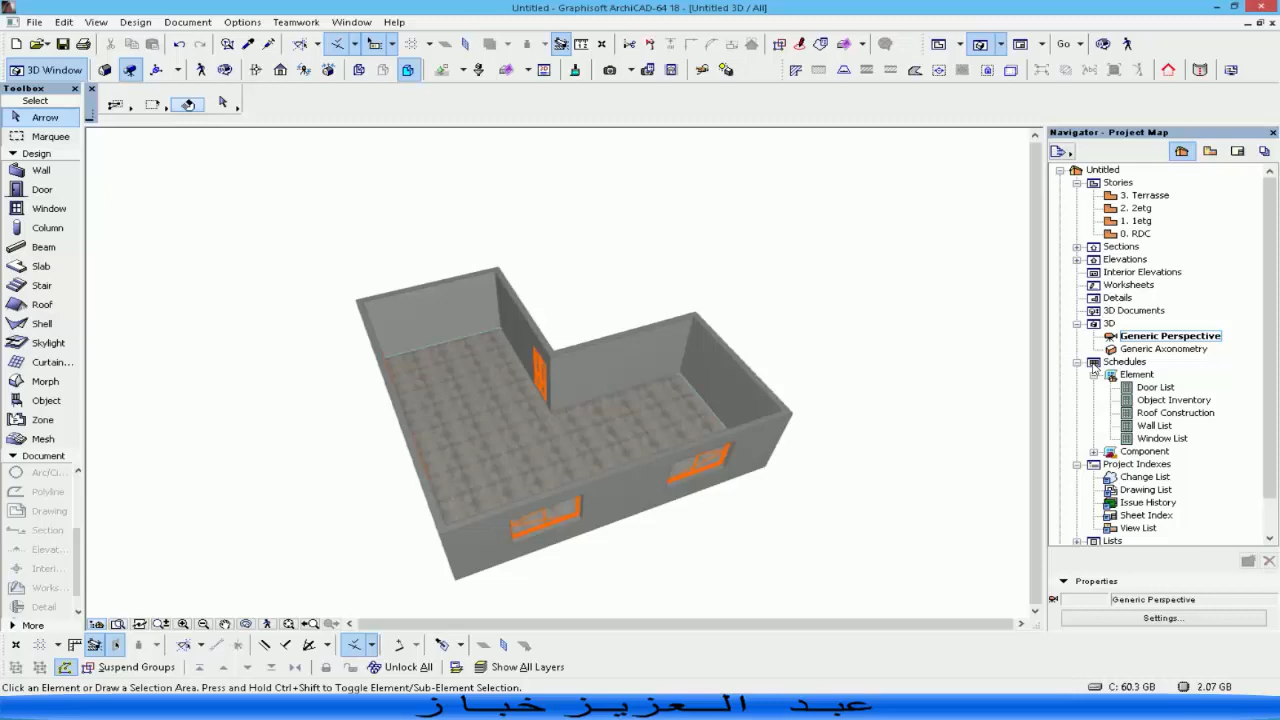 Untitled - Graphisoft ArchiCAD-64 18 - [Untitled 3D / All]
File Edit View Design Document Options Teamwork Window Help
Go
3D Window
Toolbox
Select
Arrow
Marquee
Design
Wall
Door
Window
Column
Beam
Slab
Stair
Roof
Shell
Skylight
Curtain...
Morph
Object
Zone
Mesh
Document
Arc/Ci...
Polyline
Drawing
Section
Elevat...
Interi...
Works...
Detail
More
Navigator - Project Map
Untitled
Stories
3. Terrasse
2. 2etg
1. 1etg
0. RDC
Sections
Elevations
Interior Elevations
Worksheets
Details
3D Documents
3D
Generic Perspective
Generic Axonometry
Schedules
Element
Door List
Object Inventory
Roof Construction
Wall List
Window List
Component
Project Indexes
Change List
Drawing List
Issue History
Sheet Index
View List
Lists
Properties
Generic Perspective
Settings...
Suspend Groups
Unlock All
Show All Layers
Click an Element or Draw a Selection Area. Press and Hold Ctrl+Shift to Toggle Element/Sub-Element Selection.
C: 60.3 GB
2.07 GB
عبد العزيز خباز